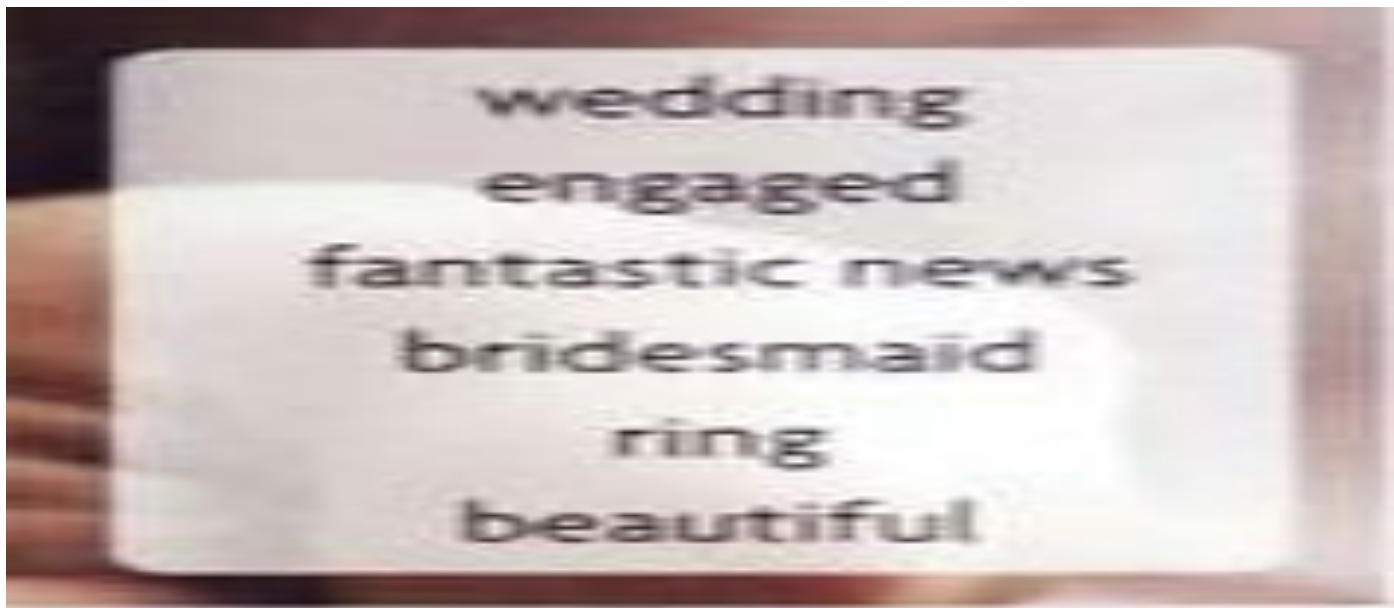 wedding
engaged
fantastic news
bridesmaid
ring
beautiful